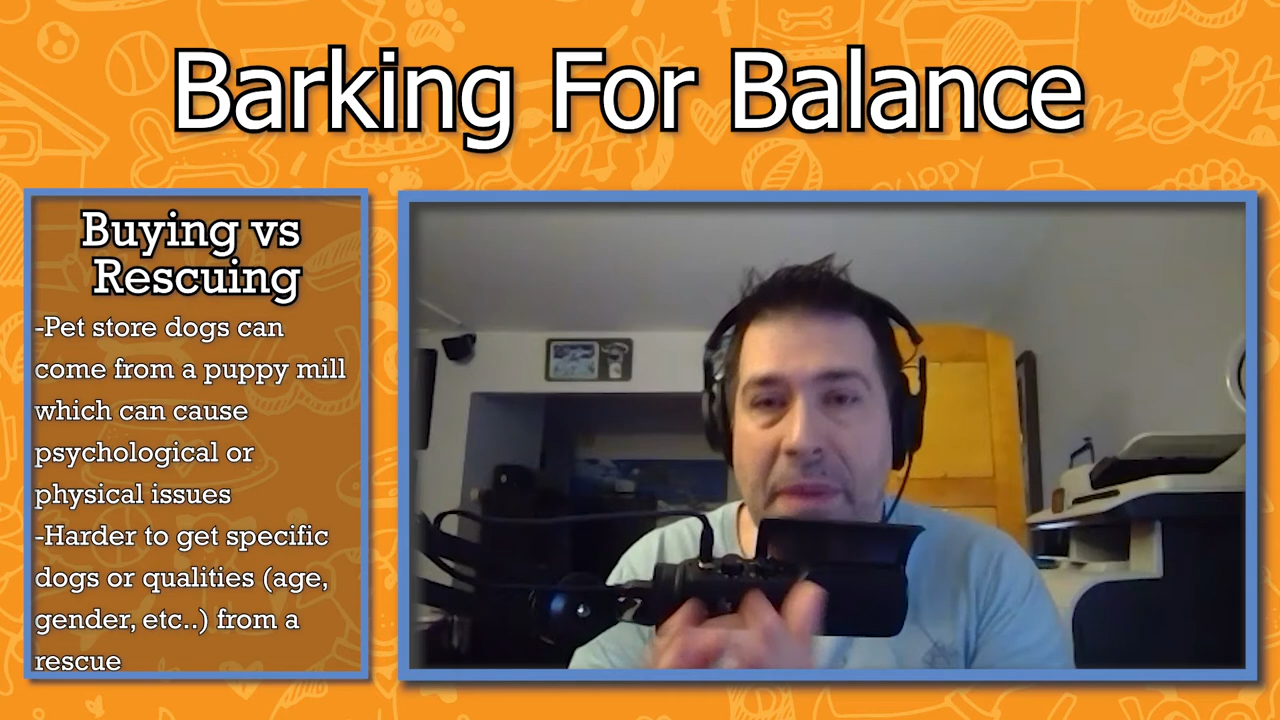 Barking For Balance
Buying vs
Rescuing
-Pet store dogs can
come from a puppy mill
which can cause
psychological or
physical issues
-Harder to get specific
dogs or qualities (age,
gender, etc..) from a
rescue
PUPPY